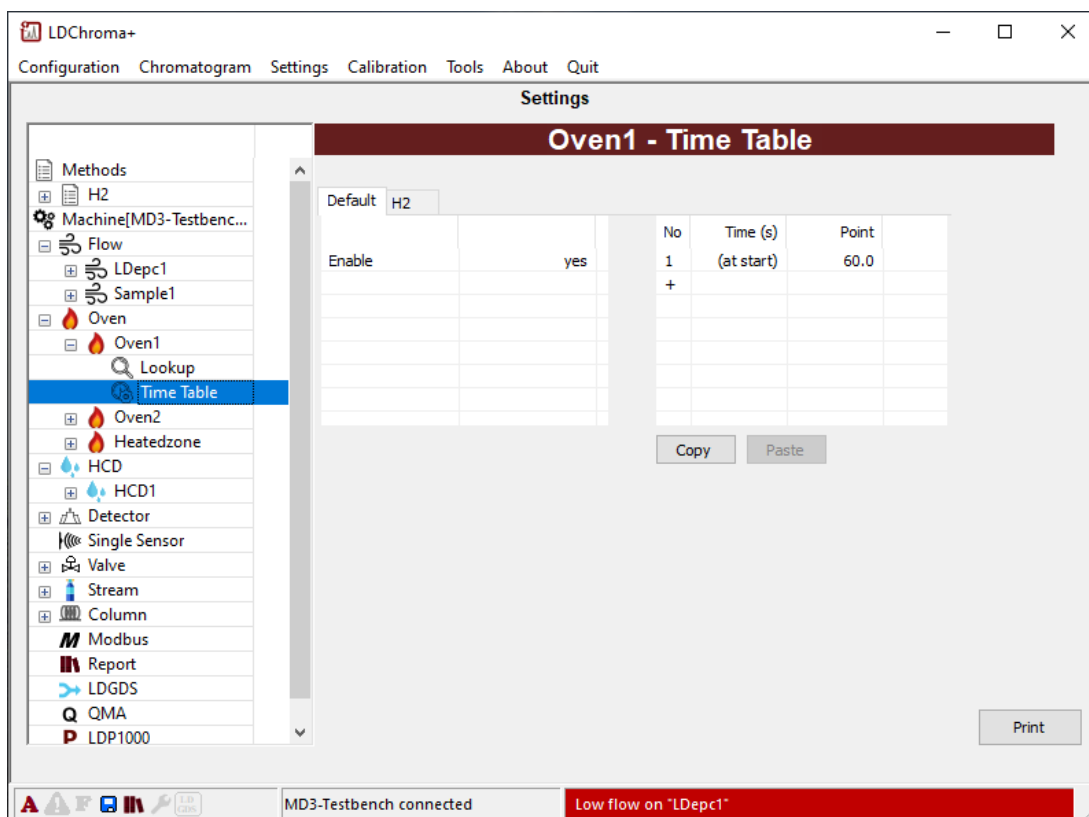 LDChroma+
Configuration Chromatogram Settings Calibration Tools About Quit
Settings
Methods
H2
Machine[MD3-Testbenc...
Flow
LDepc1
Sample1
Oven
Oven1
Lookup
Time Table
Oven2
Heatedzone
HCD
HCD1
Detector
Single Sensor
Valve
Stream
Column
M Modbus
Report
LDGDS
Q QMA
P LDP1000
Oven1 - Time Table
Default H2
Enable yes
No Time (s) Point
1 (at start) 60.0
+
Copy Paste
Print
A F LD GDS
MD3-Testbench connected
Low flow on "LDepc1"